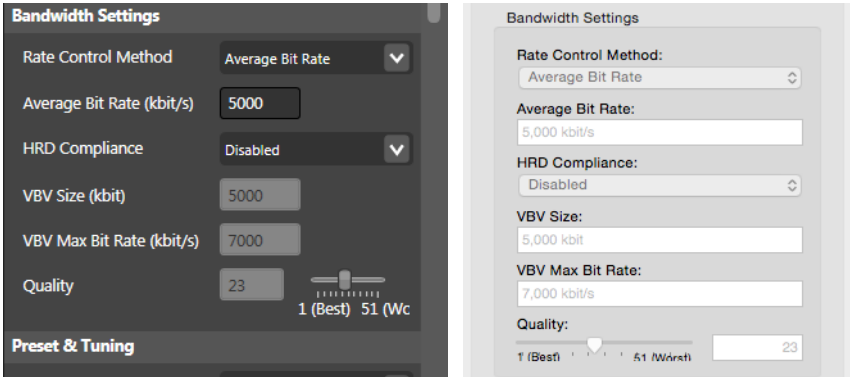 Bandwidth Settings
Rate Control Method Average Bit Rate
Average Bit Rate (kbit/s) 5000
HRD Compliance Disabled
VBV Size (kbit) 5000
VBV Max Bit Rate (kbit/s) 7000
Quality 23
1 (Best) 51 (Wc
Preset & Tuning
Bandwidth Settings
Rate Control Method:
Average Bit Rate
Average Bit Rate:
5,000 kbit/s
HRD Compliance:
Disabled
VBV Size:
5,000 kbit
VBV Max Bit Rate:
7,000 kbit/s
Quality:
23
1 (Best) 51 (Worst)